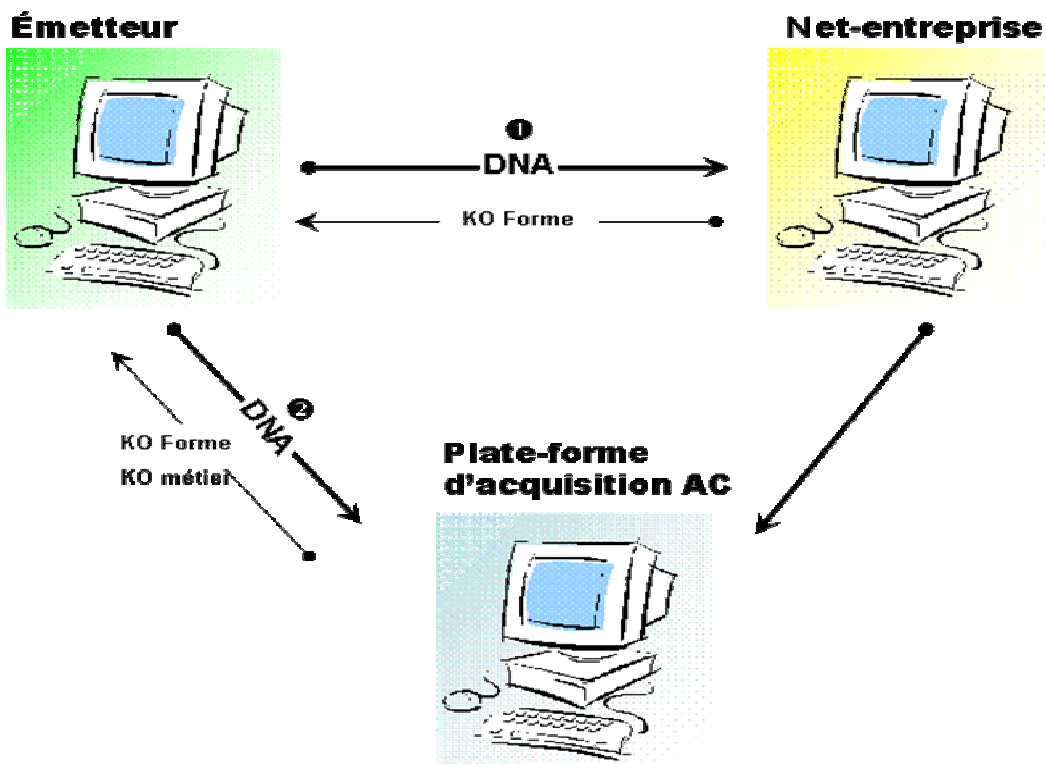 Émetteur
Net-entreprise
❶
DNA
KO Forme
❷
DNA
KO Forme
KO métier
Plate-forme
d'acquisition AC